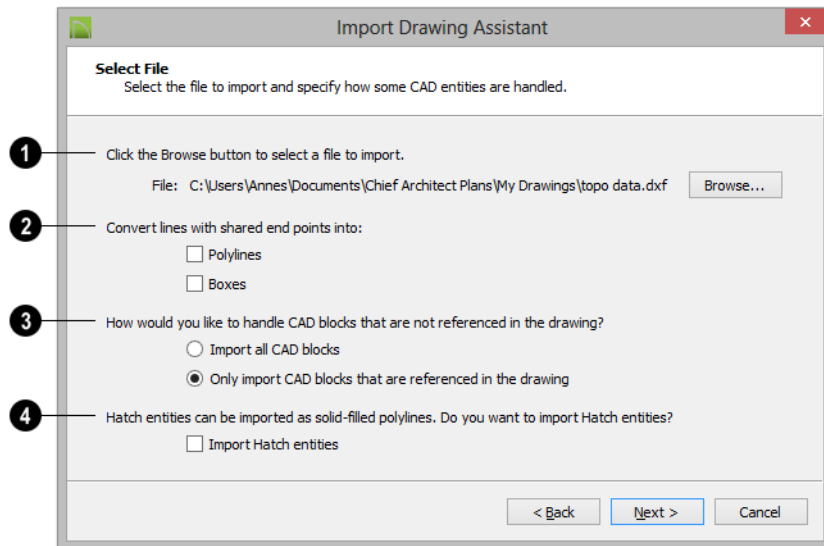 Import Drawing Assistant
Select File
Select the file to import and specify how some CAD entities are handled.
1 Click the Browse button to select a file to import.
File: C:\Users\Annes\Documents\Chief Architect Plans\My Drawings\topo data.dxf Browse...
2 Convert lines with shared end points into:
Polylines
Boxes
3 How would you like to handle CAD blocks that are not referenced in the drawing?
Import all CAD blocks
Only import CAD blocks that are referenced in the drawing
4 Hatch entities can be imported as solid-filled polylines. Do you want to import Hatch entities?
Import Hatch entities
< Back Next > Cancel